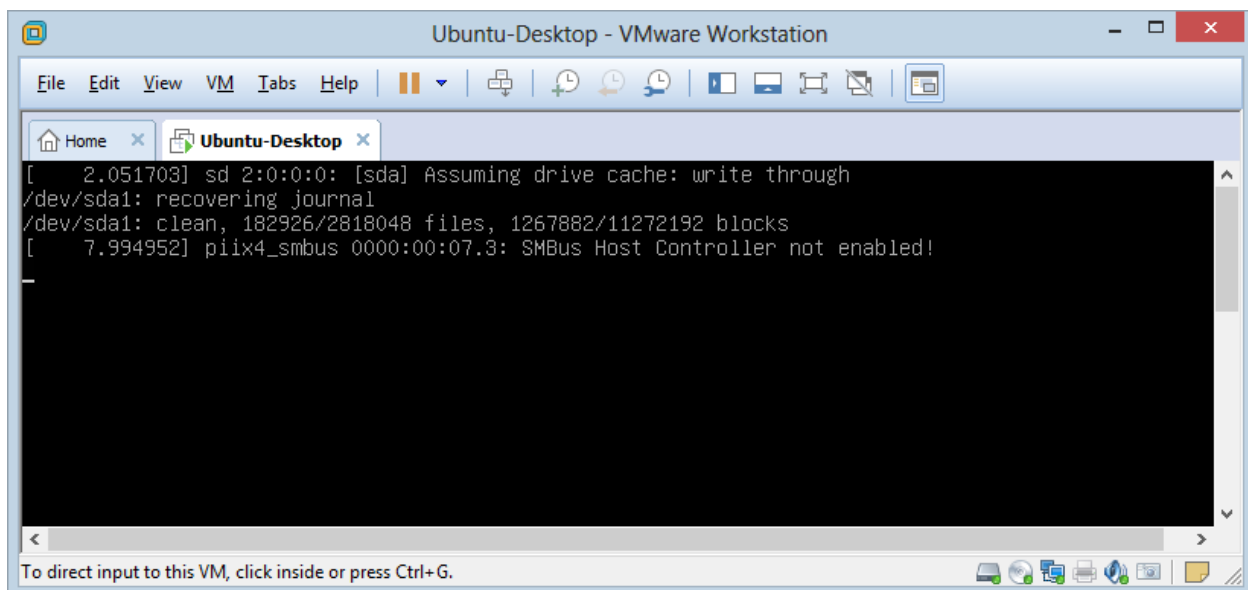 Ubuntu-Desktop - VMware Workstation
File Edit View VM Tabs Help
Home Ubuntu-Desktop
[    2.051703] sd 2:0:0:0: [sda] Assuming drive cache: write through
/dev/sda1: recovering journal
/dev/sda1: clean, 182926/2818048 files, 1267882/11272192 blocks
[    7.994952] piix4_smbus 0000:00:07.3: SMBus Host Controller not enabled!
To direct input to this VM, click inside or press Ctrl+G.